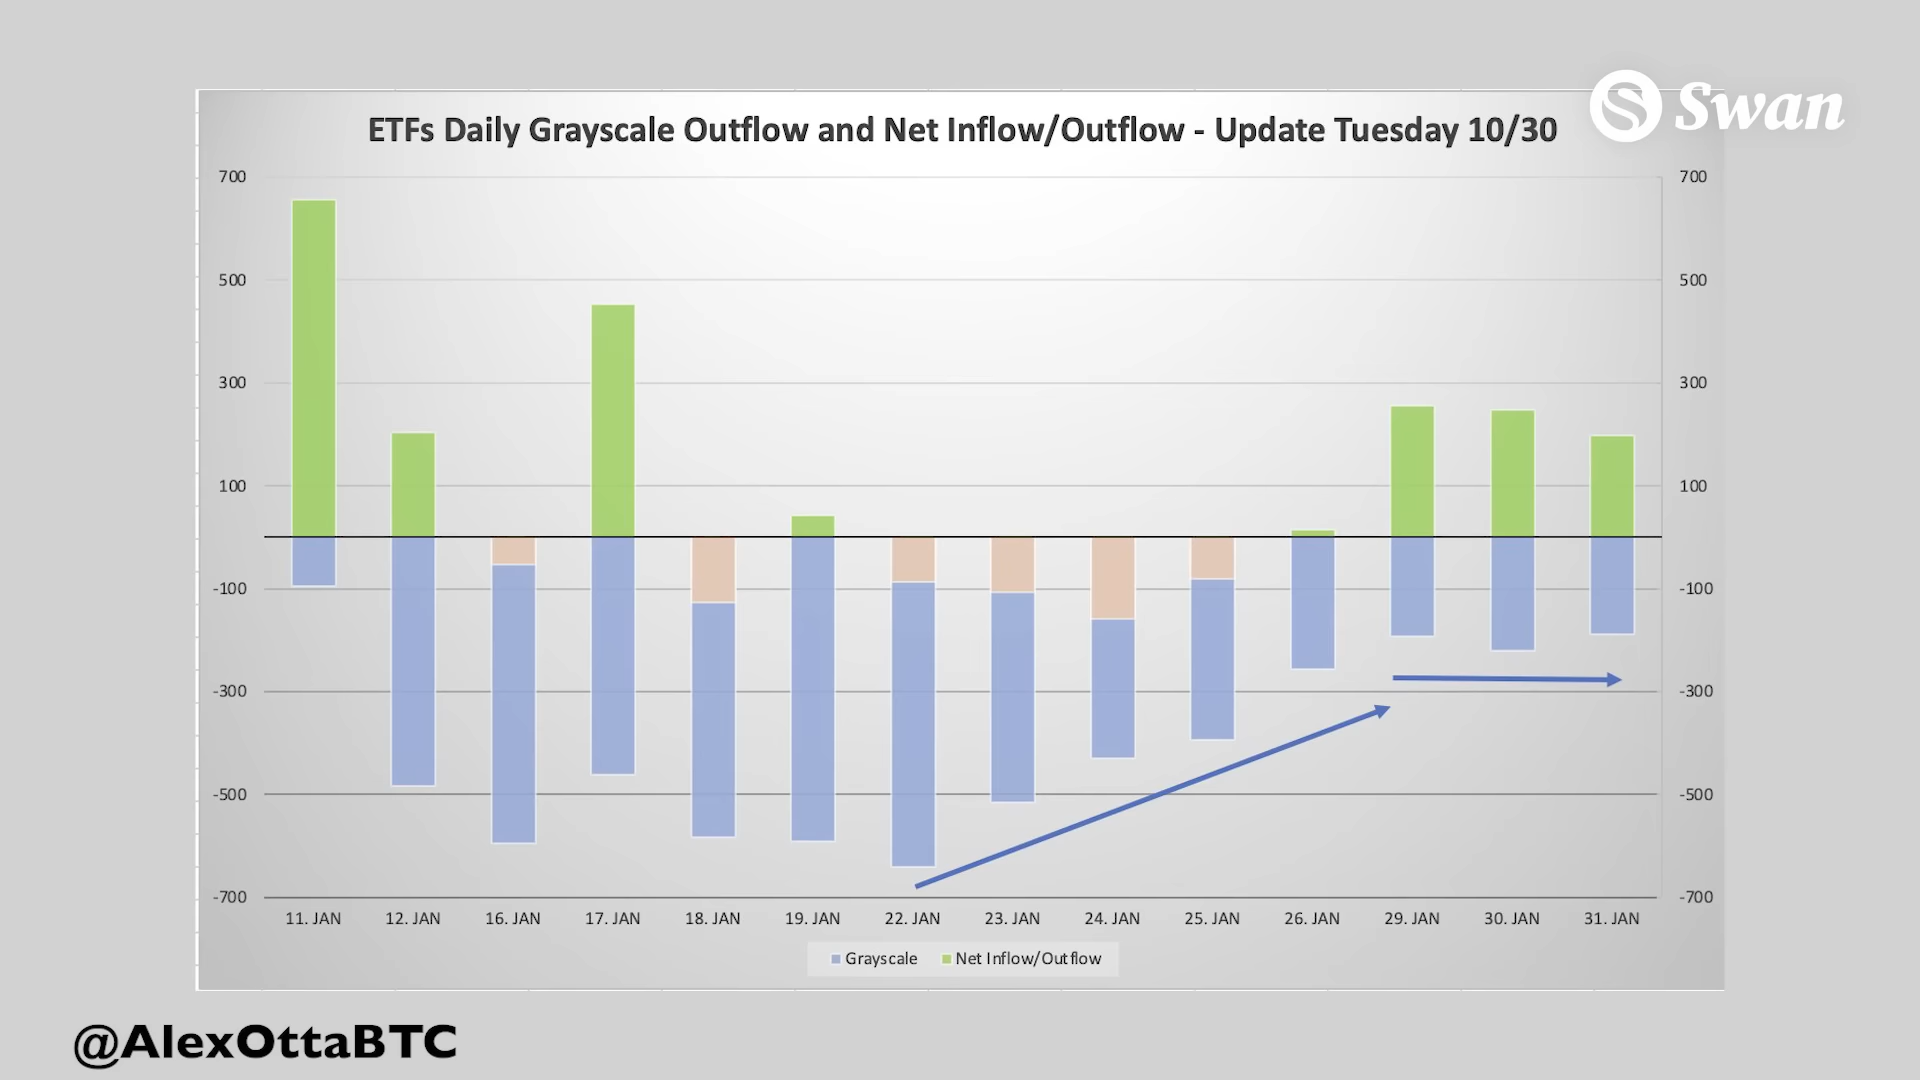 Swan
ETFs Daily Grayscale Outflow and Net Inflow/Outflow - Update Tuesday 10/30
700 700
500 500
300 300
100 100
-100 -100
-300 -300
-500 -500
-700 -700
11. JAN 12. JAN 16. JAN 17. JAN 18. JAN 19. JAN 22. JAN 23. JAN 24. JAN 25. JAN 26. JAN 29. JAN 30. JAN 31. JAN
Grayscale Net Inflow/Outflow
@AlexOttaBTC